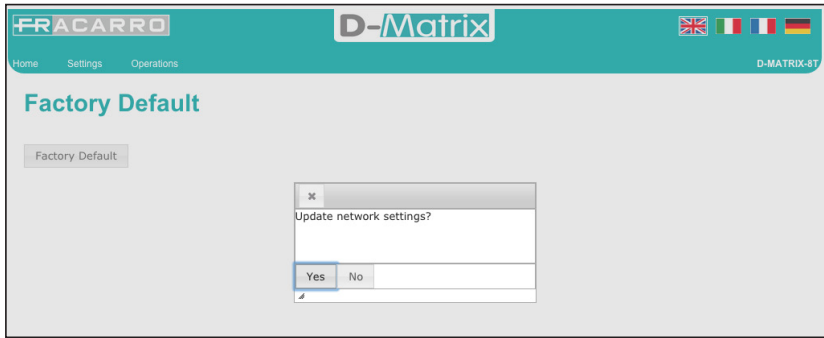 FRACARRO
D-Matrix
Home Settings Operations D-MATRIX-8T
Factory Default
Factory Default
Update network settings?
Yes No